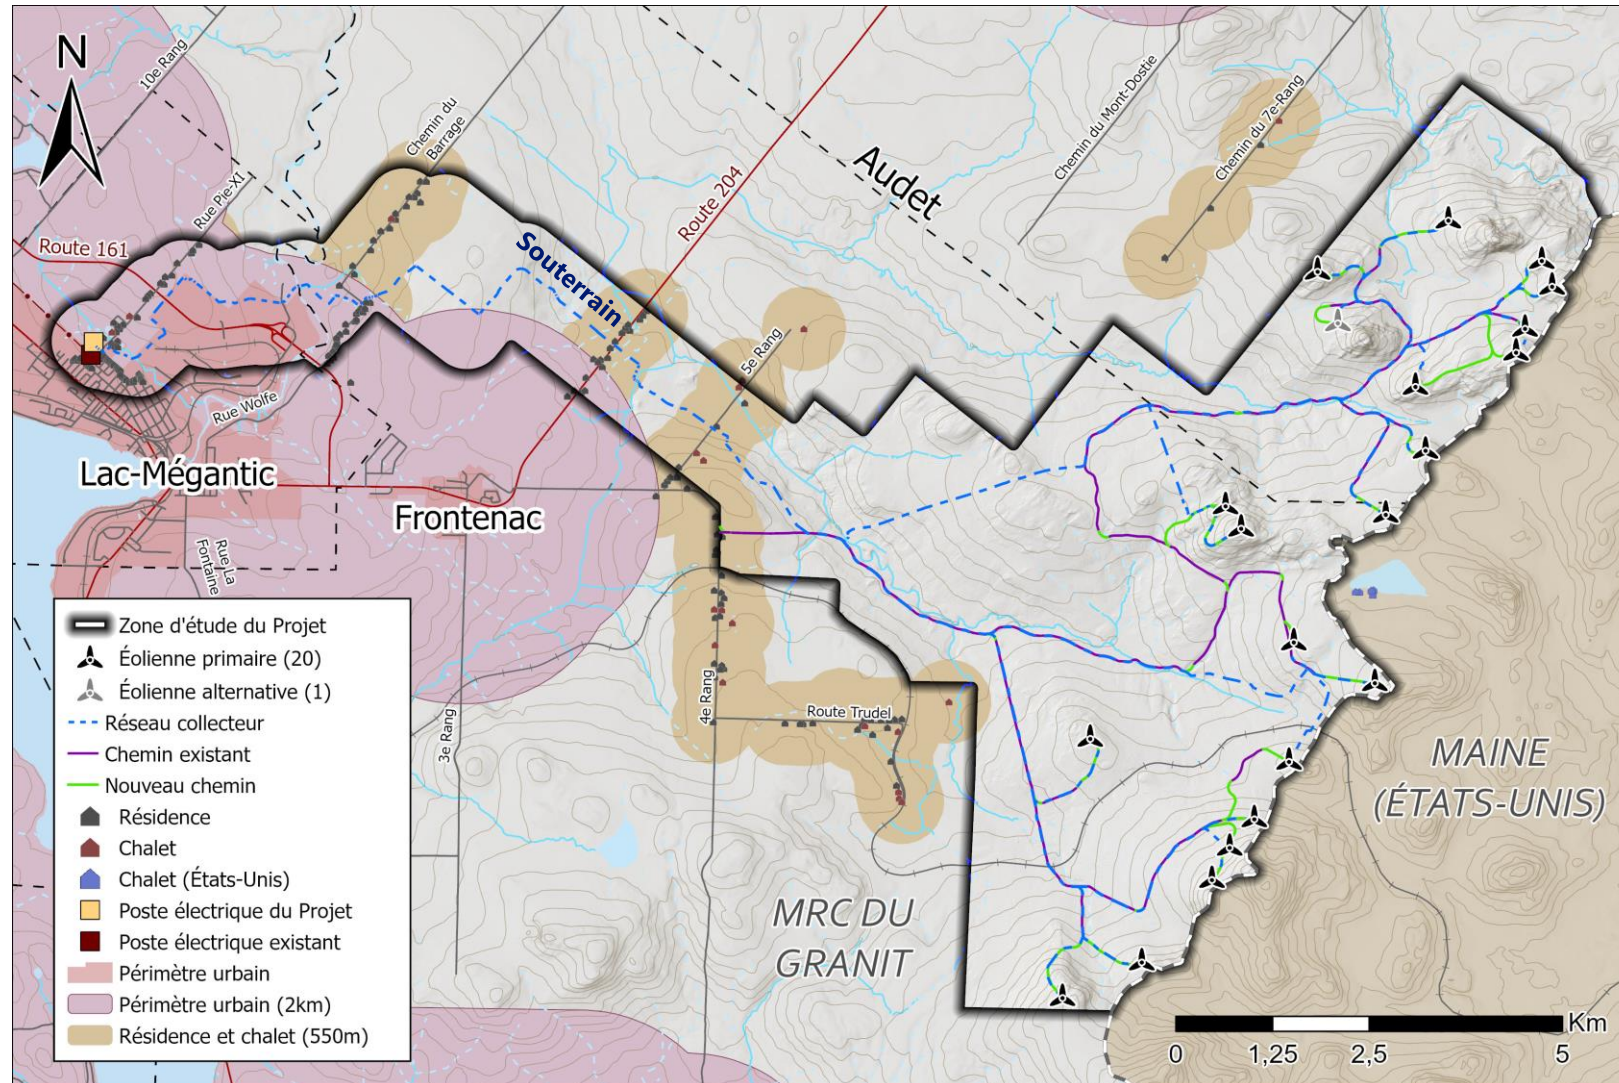 N
10e Rang
Chemin du
Barrage
Rue Pie-XI
Route 161
Souterrain
Route 204
Audet
Chemin du Mont-Dostie
Chemin du 7e-Rang
5e Rang
Rue Wolfe
Lac-Mégantic
Frontenac
Rue La
Fontaine
4e Rang
3e Rang
Route Trudel
MAINE
(ÉTATS-UNIS)
MRC DU
GRANIT
Zone d'étude du Projet
Éolienne primaire (20)
Éolienne alternative (1)
Réseau collecteur
Chemin existant
Nouveau chemin
Résidence
Chalet
Chalet (États-Unis)
Poste électrique du Projet
Poste électrique existant
Périmètre urbain
Périmètre urbain (2km)
Résidence et chalet (550m)
Km
0 1,25 2,5 5